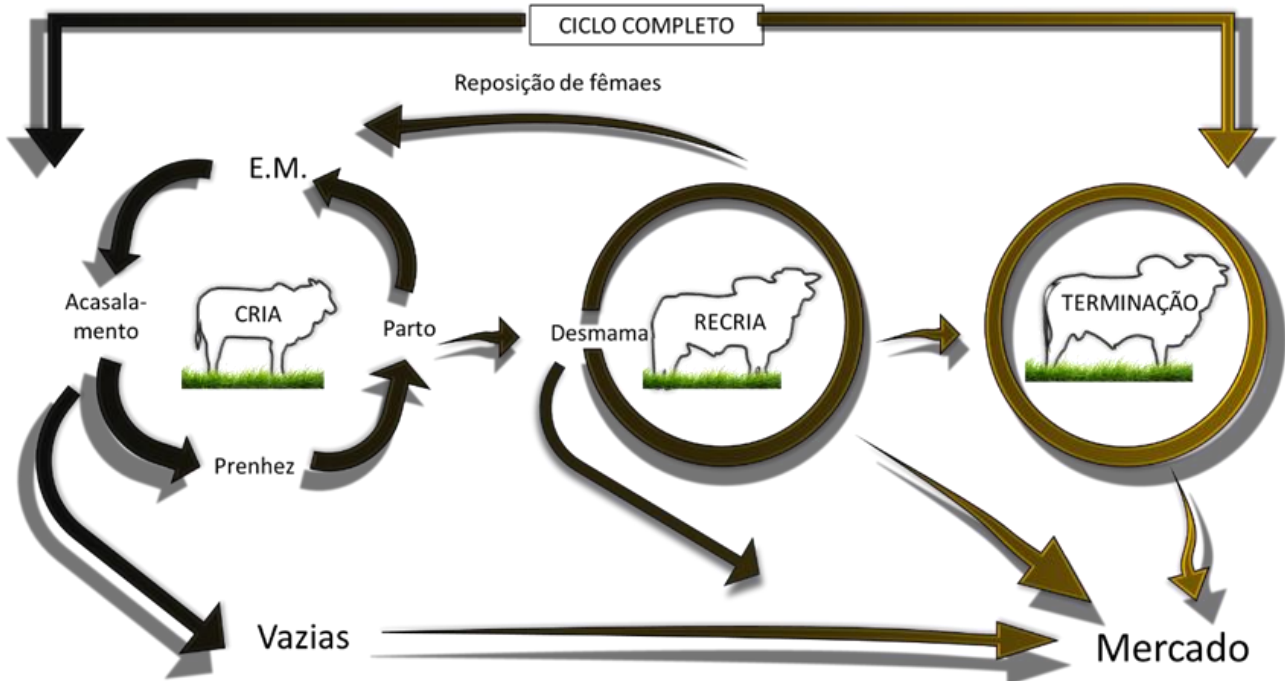 CICLO COMPLETO
Reposição de fêmaes
E.M.
Acasala-
mento
CRIA
Parto
Desmama
RECRIA
TERMINAÇÃO
Prenhez
Vazias
Mercado